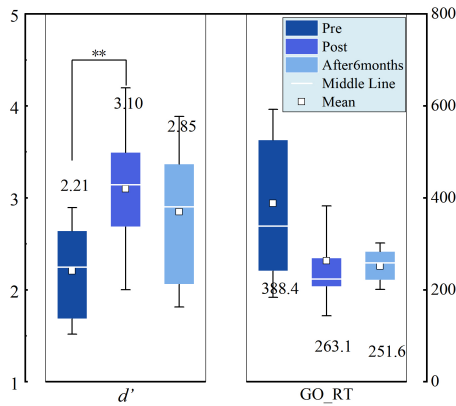 5
4
3
2
1
800
600
400
200
0
Pre
Post
After6months
Middle Line
Mean
**
3.10
2.85
2.21
388.4
263.1
251.6
d’
GO_RT